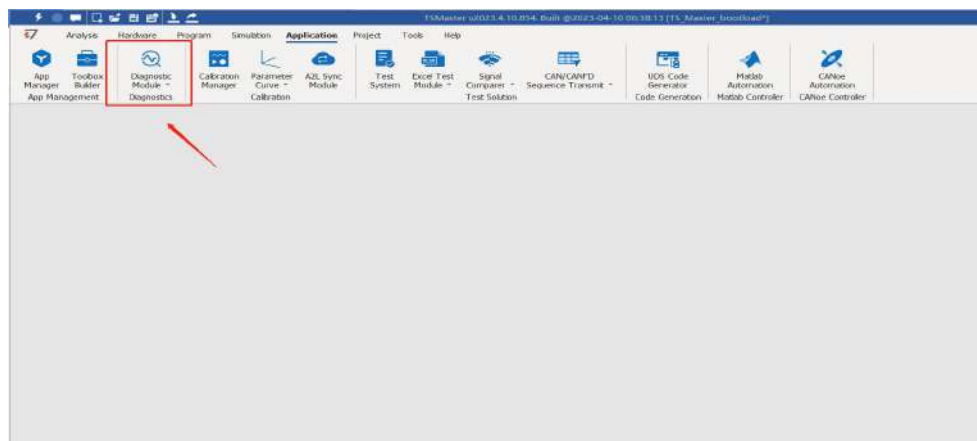 TSMaster v2023.4.10.854. Built @2023-04-10 06:38:13 [TS_Master_bootload*]
Analysis Hardware Program Simulation Application Project Tools Help
App Manager
Toolbox Builder
App Management
Diagnostic Module
Diagnostics
Calibration Manager
Parameter Curve
A2L Sync Module
Calibration
Test System
Excel Test Module
Signal Comparer
CAN/CANFD Sequence Transmit
Test Solution
UDS Code Generator
Code Generation
Matlab Automation
Matlab Controler
CANoe Automation
CANoe Controler